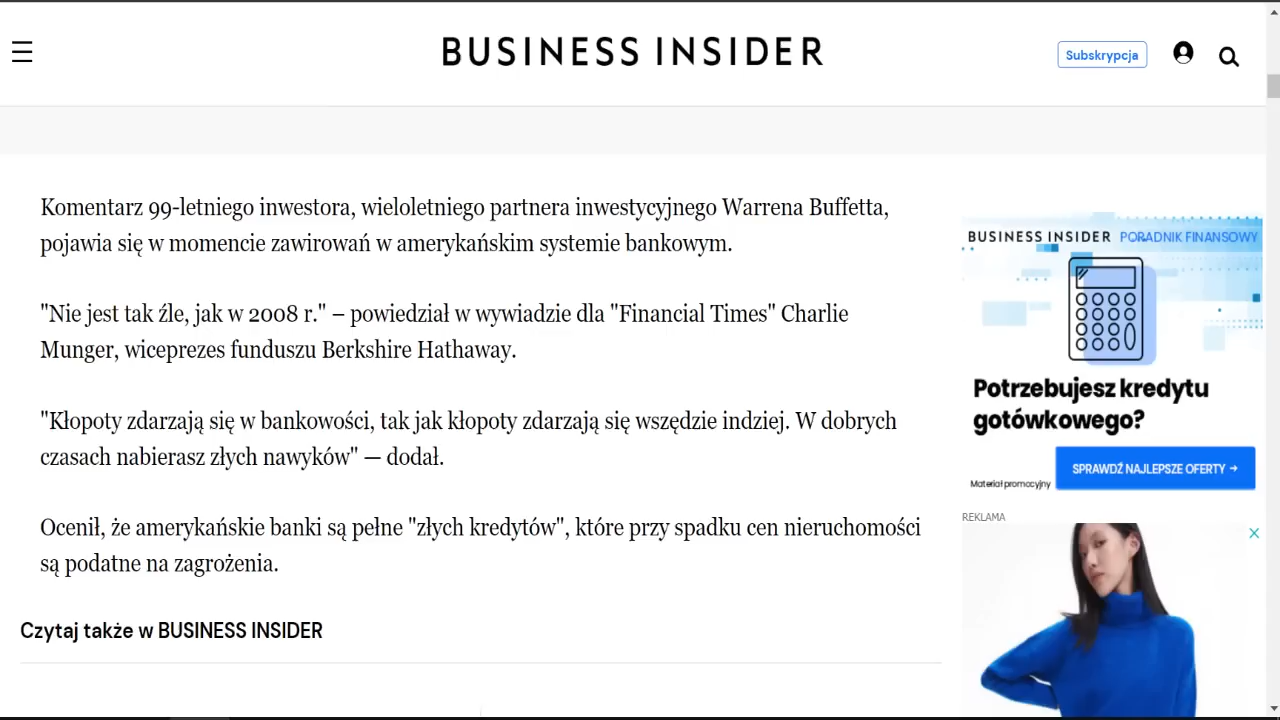 BUSINESS INSIDER
Subskrypcja
Komentarz 99-letniego inwestora, wieloletniego partnera inwestycyjnego Warrena Buffetta,
pojawia się w momencie zawirowań w amerykańskim systemie bankowym.
"Nie jest tak źle, jak w 2008 r." – powiedział w wywiadzie dla "Financial Times" Charlie
Munger, wiceprezes funduszu Berkshire Hathaway.
"Kłopoty zdarzają się w bankowości, tak jak kłopoty zdarzają się wszędzie indziej. W dobrych
czasach nabierasz złych nawyków" — dodał.
Ocenił, że amerykańskie banki są pełne "złych kredytów", które przy spadku cen nieruchomości
są podatne na zagrożenia.
Czytaj także w BUSINESS INSIDER
BUSINESS INSIDER PORADNIK FINANSOWY
Potrzebujesz kredytu
gotówkowego?
SPRAWDŹ NAJLEPSZE OFERTY →
Materiał promocyjny
REKLAMA